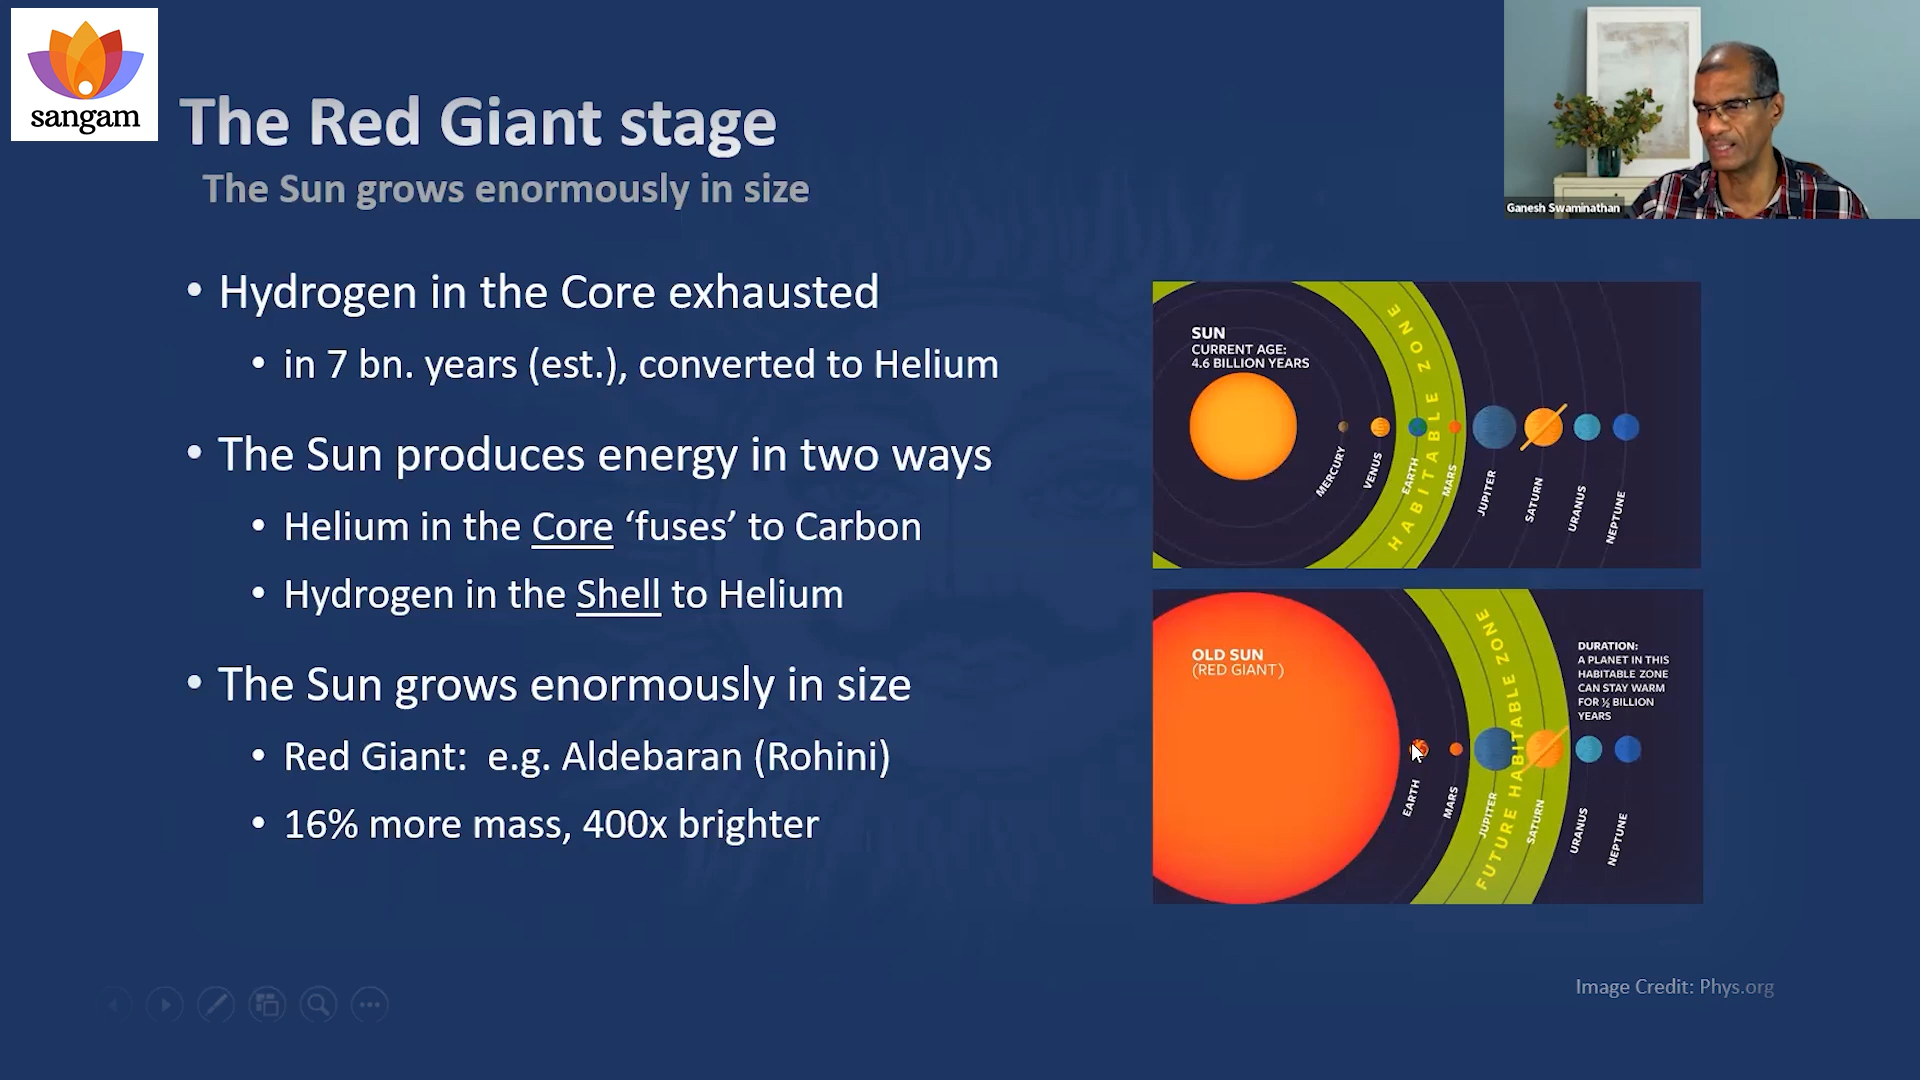 sangam
The Red Giant stage
The Sun grows enormously in size
Ganesh Swaminathan
• Hydrogen in the Core exhausted
• in 7 bn. years (est.), converted to Helium
• The Sun produces energy in two ways
• Helium in the Core ‘fuses’ to Carbon
• Hydrogen in the Shell to Helium
• The Sun grows enormously in size
• Red Giant: e.g. Aldebaran (Rohini)
• 16% more mass, 400x brighter
SUN
CURRENT AGE:
4.6 BILLION YEARS
HABITABLE ZONE
MERCURY
VENUS
EARTH
MARS
JUPITER
SATURN
URANUS
NEPTUNE
OLD SUN
(RED GIANT)
FUTURE HABITABLE ZONE
EARTH
MARS
JUPITER
SATURN
URANUS
NEPTUNE
DURATION:
A PLANET IN THIS
HABITABLE ZONE
CAN STAY WARM
FOR ½ BILLION
YEARS
Image Credit: Phys.org